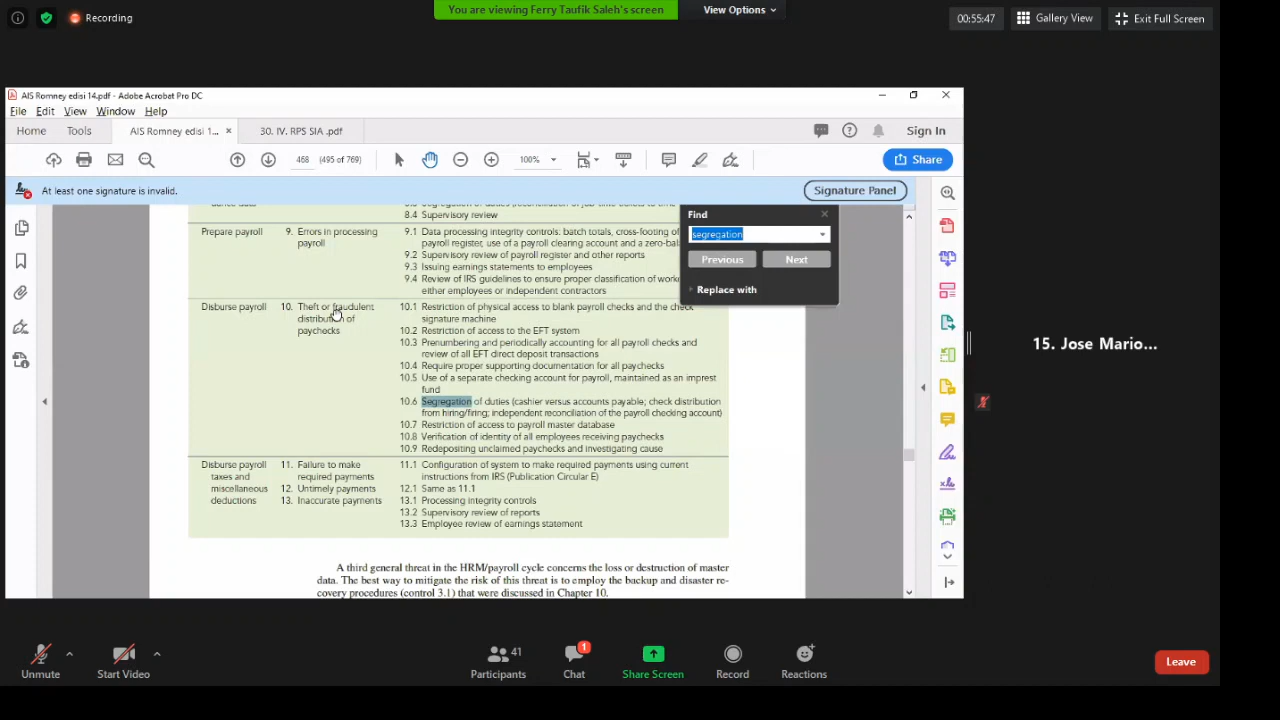 Recording
You are viewing Ferry Taufik Saleh's screen
View Options
00:55:47
Gallery View
Exit Full Screen
AIS Romney edisi 14.pdf - Adobe Acrobat Pro DC
File Edit View Window Help
Home Tools AIS Romney edisi 1... × 30. IV. RPS SIA .pdf Sign In
468 (495 of 769) 100% Share
At least one signature is invalid. Signature Panel
8.4 Supervisory review
Find
segregation
Previous Next
Replace with
Prepare payroll
9. Errors in processing
payroll
9.1 Data processing integrity controls: batch totals, cross-footing of
payroll register, use of a payroll clearing account and a zero-bal
9.2 Supervisory review of payroll register and other reports
9.3 Issuing earnings statements to employees
9.4 Review of IRS guidelines to ensure proper classification of work
either employees or independent contractors
Disburse payroll
10. Theft or fraudulent
distribution of
paychecks
10.1 Restriction of physical access to blank payroll checks and the check
signature machine
10.2 Restriction of access to the EFT system
10.3 Prenumbering and periodically accounting for all payroll checks and
review of all EFT direct deposit transactions
10.4 Require proper supporting documentation for all paychecks
10.5 Use of a separate checking account for payroll, maintained as an imprest
fund
10.6 Segregation of duties (cashier versus accounts payable; check distribution
from hiring/firing; independent reconciliation of the payroll checking account)
10.7 Restriction of access to payroll master database
10.8 Verification of identity of all employees receiving paychecks
10.9 Redepositing unclaimed paychecks and investigating cause
Disburse payroll
taxes and
miscellaneous
deductions
11. Failure to make
required payments
12. Untimely payments
13. Inaccurate payments
11.1 Configuration of system to make required payments using current
instructions from IRS (Publication Circular E)
12.1 Same as 11.1
13.1 Processing integrity controls
13.2 Supervisory review of reports
13.3 Employee review of earnings statement
A third general threat in the HRM/payroll cycle concerns the loss or destruction of master
data. The best way to mitigate the risk of this threat is to employ the backup and disaster re-
covery procedures (control 3.1) that were discussed in Chapter 10.
15. Jose Mario...
Unmute
Start Video
41
Participants
1
Chat
Share Screen
Record
Reactions
Leave